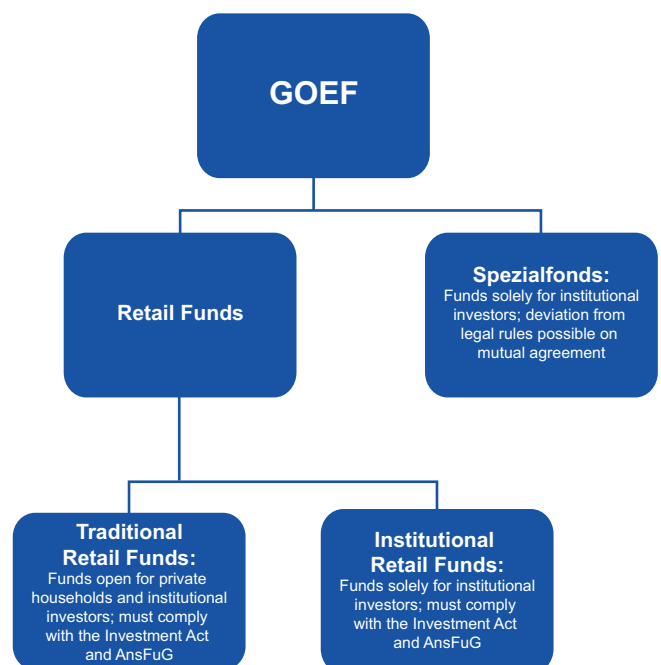 GOEF
Retail Funds
Spezialfonds:
Funds solely for institutional
investors; deviation from
legal rules possible on
mutual agreement
Traditional
Retail Funds:
Funds open for private
households and institutional
investors; must comply
with the Investment Act
and AnsFuG
Institutional
Retail Funds:
Funds solely for institutional
investors; must comply
with the Investment Act
and AnsFuG